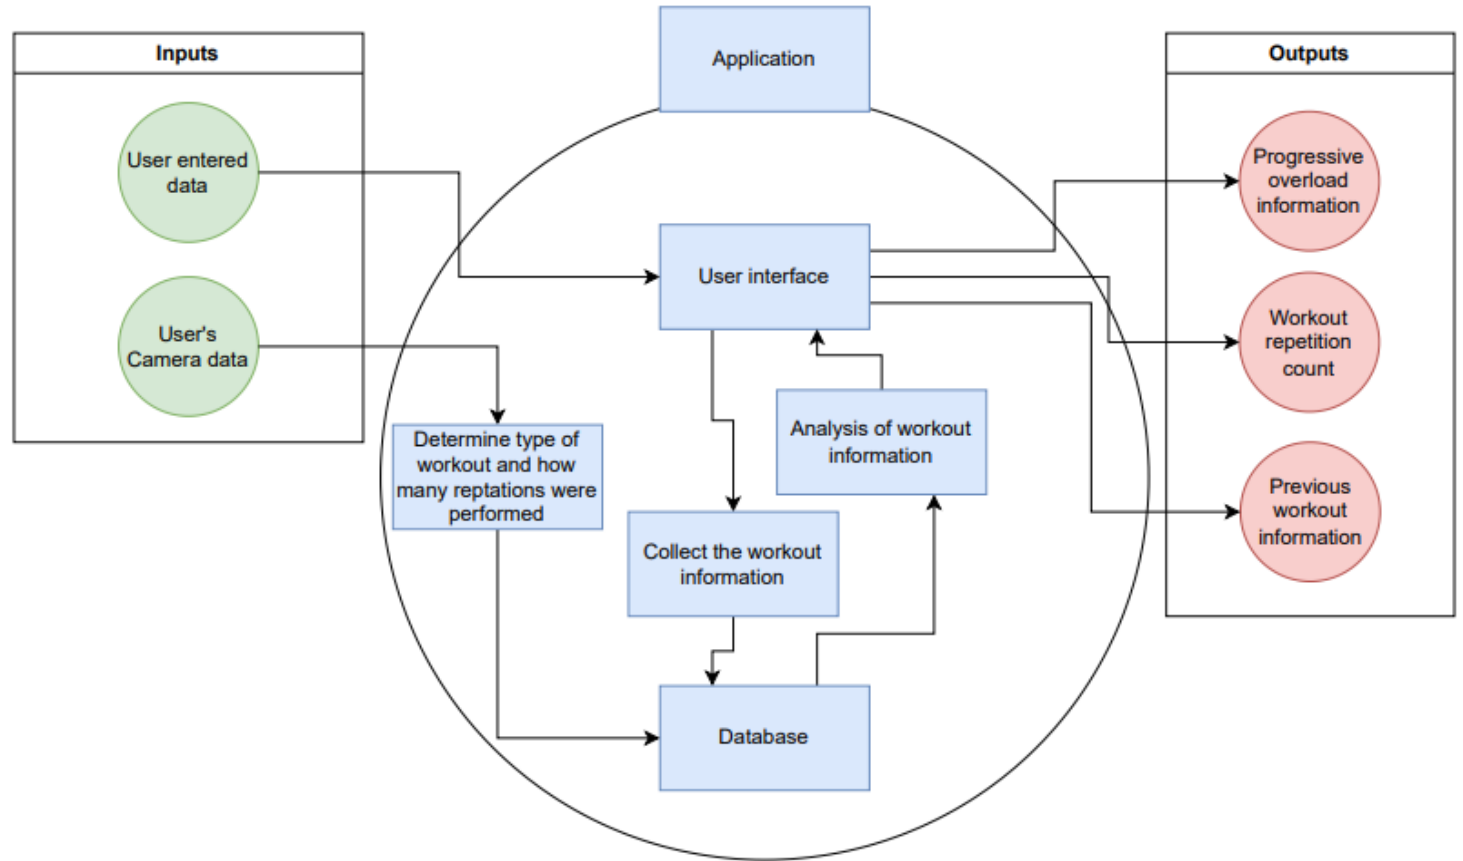 Inputs
User entered
data
User's
Camera data
Application
User interface
Determine type of
workout and how
many reptations were
performed
Analysis of workout
information
Collect the workout
information
Database
Outputs
Progressive
overload
information
Workout
repetition
count
Previous
workout
information